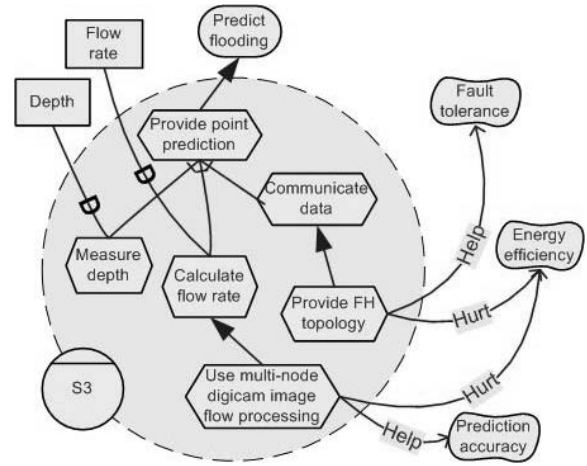 Predict
flooding
Flow
rate
Depth
Provide point
prediction
Fault
tolerance
Communicate
data
Measure
depth
Calculate
flow rate
Provide FH
topology
Help
Energy
efficiency
Hurt
S3
Use multi-node
digicam image
flow processing
Hurt
Help
Prediction
accuracy
D
D